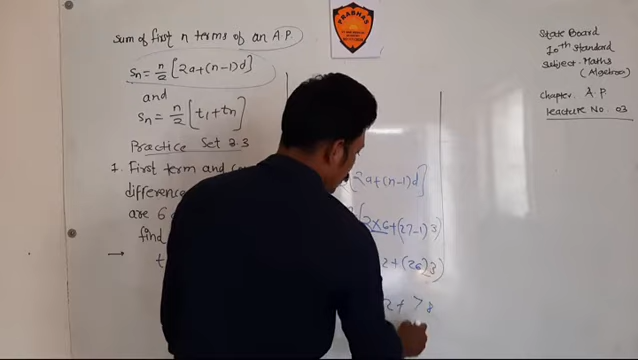 Sum of first n terms of an A.P.
Sn = n/2 [2a+(n-1)d]
and
Sn = n/2 [t1 + tn]
Practice Set 3.3
1. First term and
difference
are 6
find
→
PRABHAS
State Board
10th Standard
Subject - Maths
(Algebra)
Chapter: A.P
Lecture No. 03
[2a+(n-1)d]
2×6+(27-1)3)
2+(26)3)
2+78